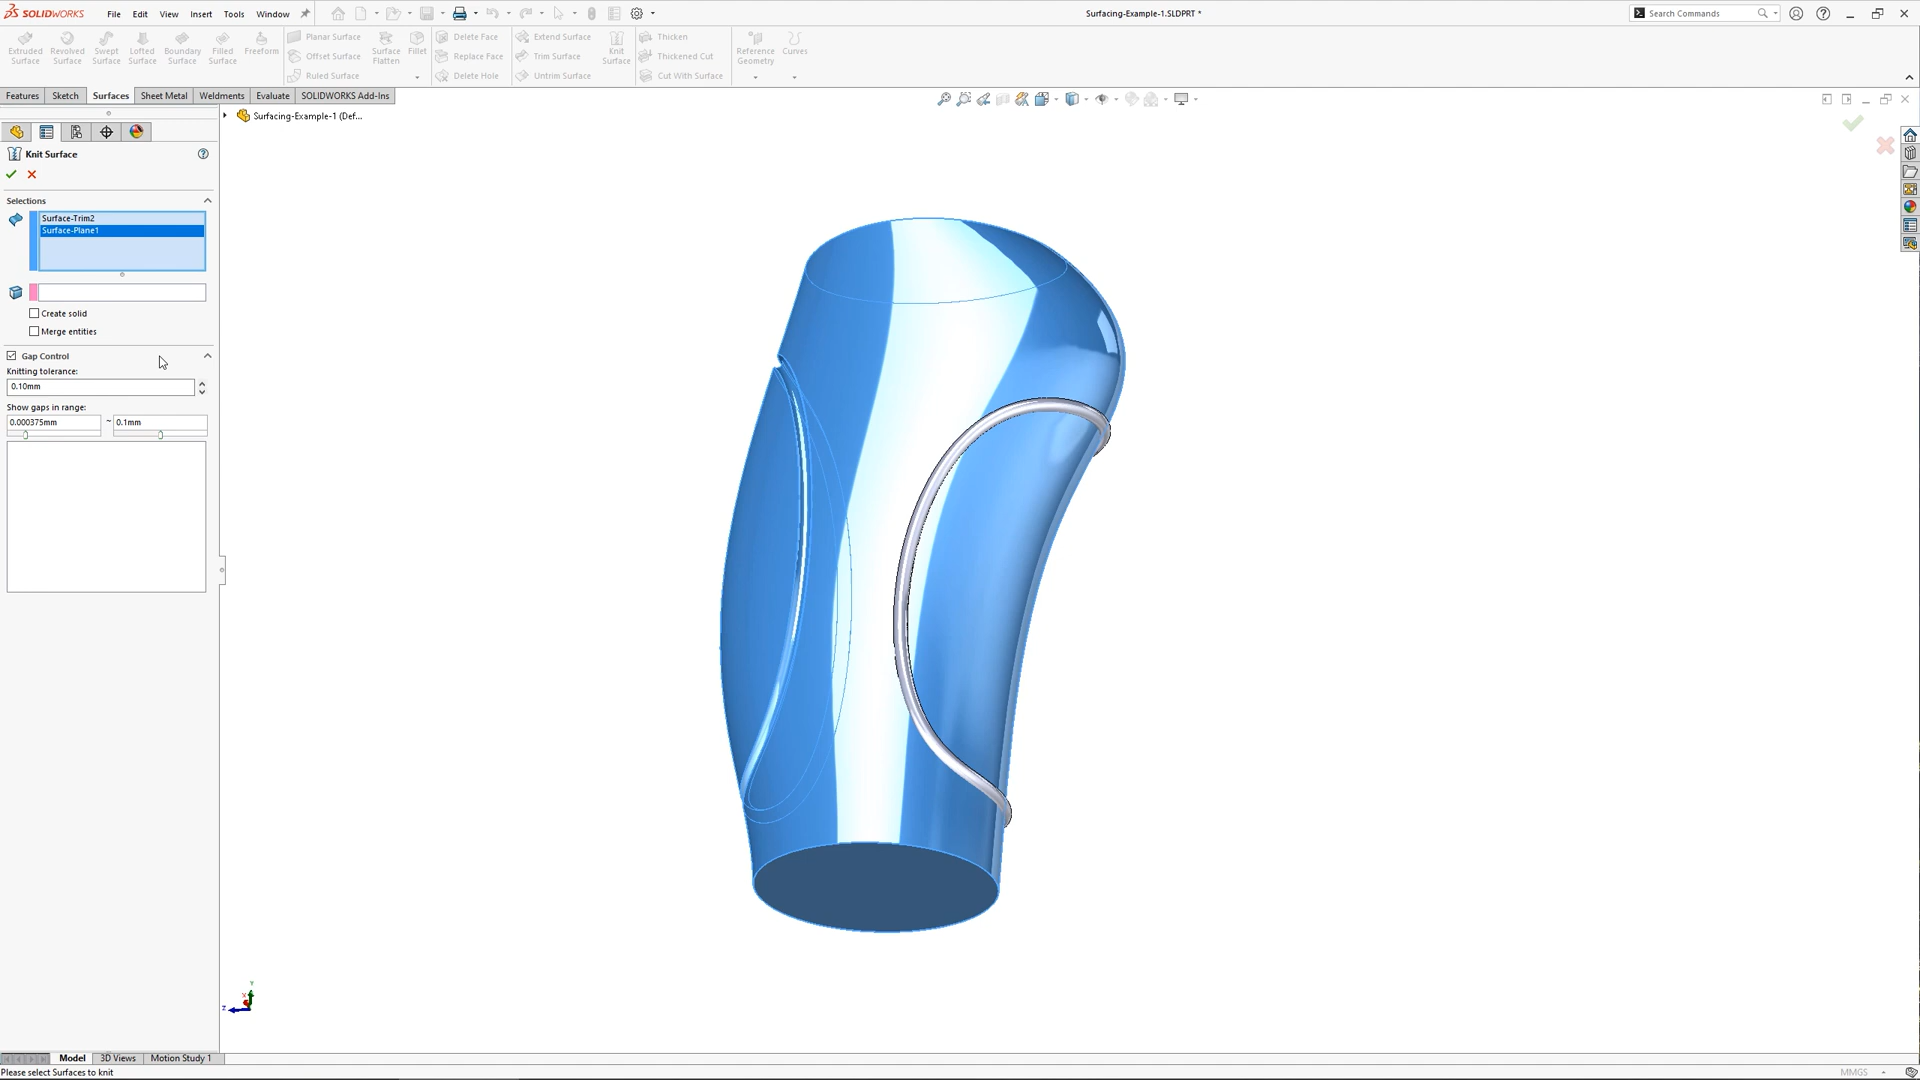 SOLIDWORKS File Edit View Insert Tools Window Surfacing-Example-1.SLDPRT * Search Commands
Extruded Surface
Revolved Surface
Swept Surface
Lofted Surface
Boundary Surface
Filled Surface
Freeform
Planar Surface
Offset Surface
Ruled Surface
Surface Flatten
Fillet
Delete Face
Replace Face
Delete Hole
Extend Surface
Trim Surface
Untrim Surface
Knit Surface
Thicken
Thickened Cut
Cut With Surface
Reference Geometry
Curves
Features Sketch Surfaces Sheet Metal Weldments Evaluate SOLIDWORKS Add-Ins
Surfacing-Example-1 (Def...
Knit Surface
Selections
Surface-Trim2
Surface-Plane1
Create solid
Merge entities
Gap Control
Knitting tolerance:
0.10mm
Show gaps in range:
0.000375mm ~ 0.1mm
Y
X
Z
Model 3D Views Motion Study 1
Please select Surfaces to knit
MMGS